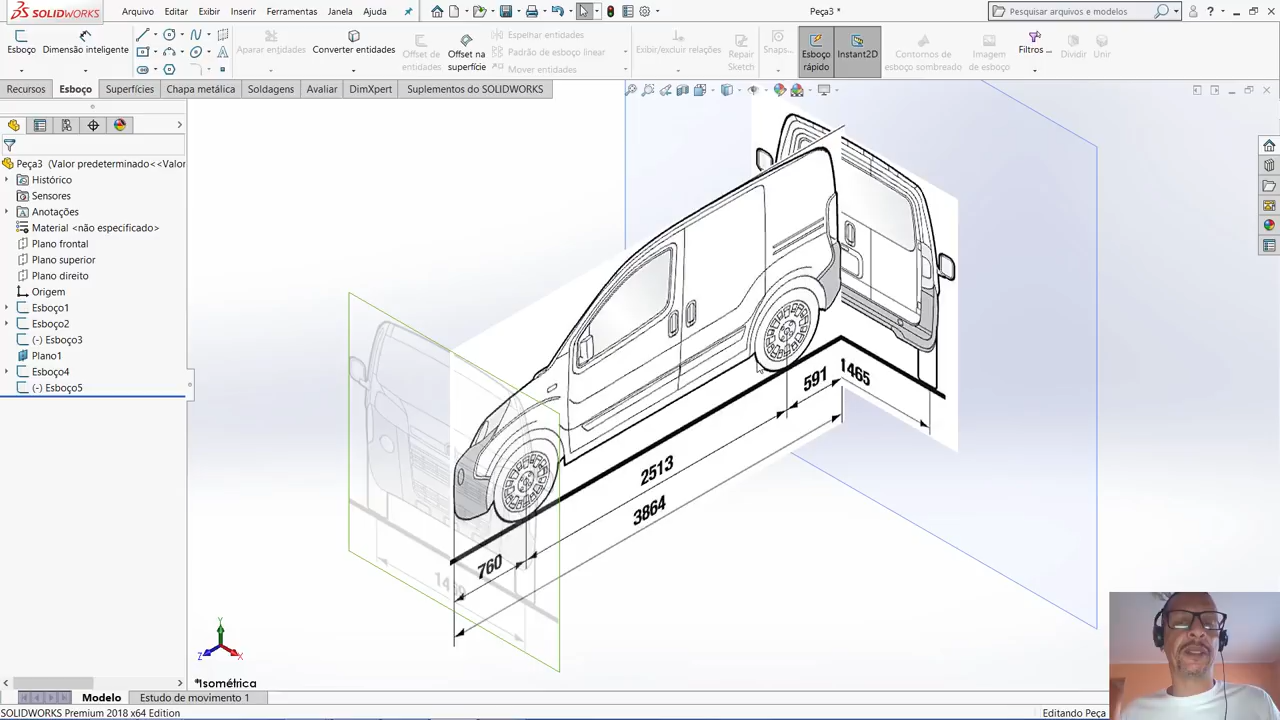 SOLIDWORKS
Arquivo Editar Exibir Inserir Ferramentas Janela Ajuda
Peça3 *
Pesquisar arquivos e modelos
Esboço
Dimensão inteligente
Aparar entidades
Converter entidades
Offset de entidades
Offset na superfície
Espelhar entidades
Padrão de esboço linear
Mover entidades
Exibir/excluir relações
Repair Sketch
Snaps...
Esboço rápido
Instant2D
Contornos de esboço sombreado
Imagem de esboço
Filtros ...
Dividir
Unir
Recursos Esboço Superfícies Chapa metálica Soldagens Avaliar DimXpert Suplementos do SOLIDWORKS
Peça3 (Valor predeterminado<<Valor
Histórico
Sensores
Anotações
Material <não especificado>
Plano frontal
Plano superior
Plano direito
Origem
Esboço1
Esboço2
(-) Esboço3
Plano1
Esboço4
(-) Esboço5
591
1465
2513
3864
760
Y
Z
X
*Isométrica
Modelo Estudo de movimento 1
SOLIDWORKS Premium 2018 x64 Edition
Editando Peça